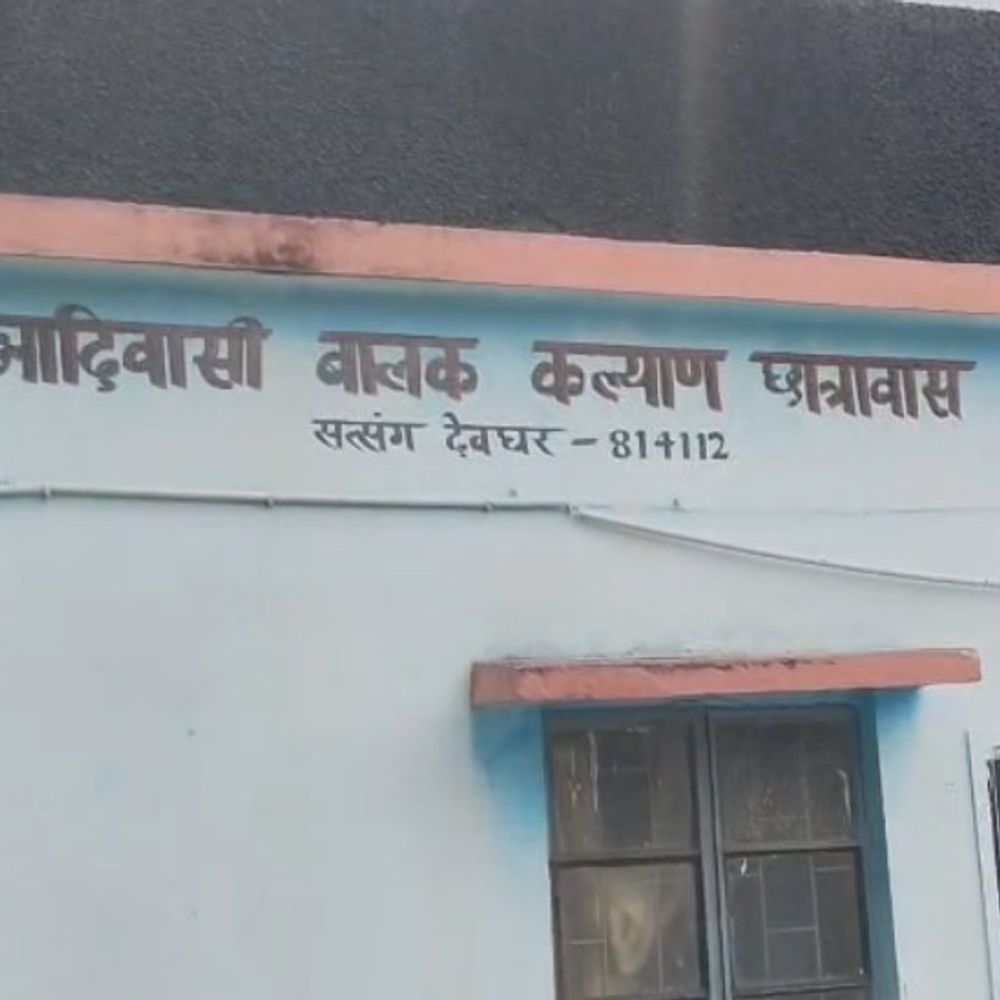 आदिवासी बालक कल्याण छात्रावास
सत्संग देवघर - 814112